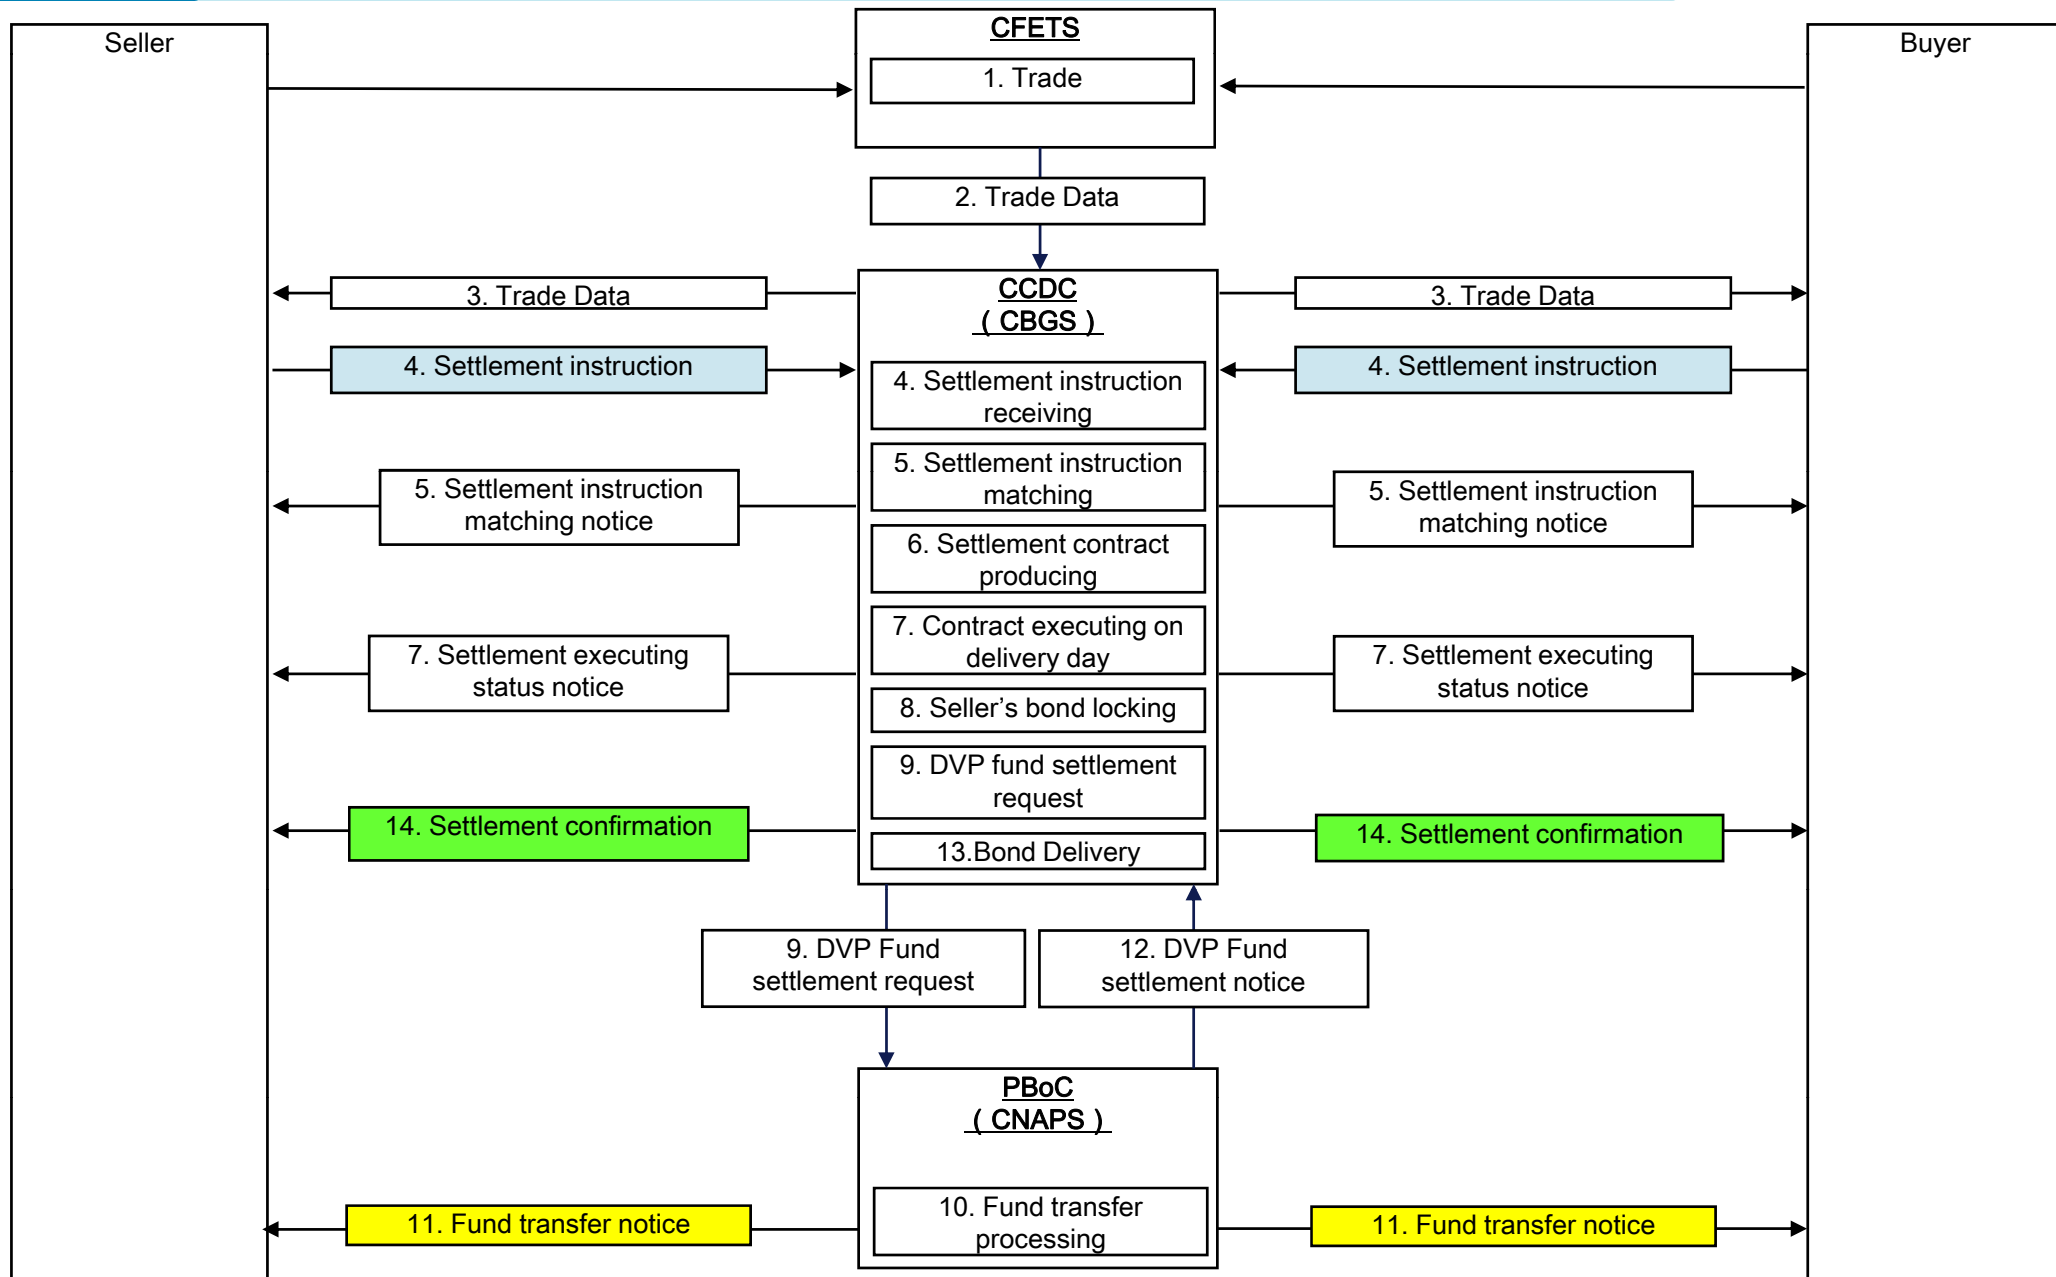 Seller
CFETS
Buyer
1. Trade
2. Trade Data
3. Trade Data
CCDC
( CBGS )
3. Trade Data
4. Settlement instruction
4. Settlement instruction
receiving
4. Settlement instruction
5. Settlement instruction
matching
5. Settlement instruction
matching notice
5. Settlement instruction
matching notice
6. Settlement contract
producing
7. Contract executing on
delivery day
7. Settlement executing
status notice
7. Settlement executing
status notice
8. Seller’s bond locking
9. DVP fund settlement
request
14. Settlement confirmation
14. Settlement confirmation
13.Bond Delivery
9. DVP Fund
settlement request
12. DVP Fund
settlement notice
PBoC
( CNAPS )
10. Fund transfer
processing
11. Fund transfer notice
11. Fund transfer notice